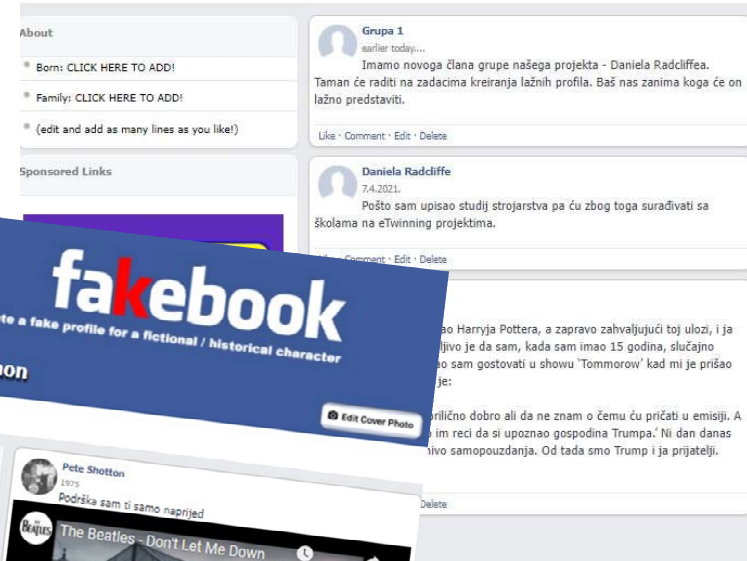 About
Born: CLICK HERE TO ADD!
Family: CLICK HERE TO ADD!
(edit and add as many lines as you like!)
Sponsored Links
Grupa 1
earlier today....
Imamo novoga člana grupe našega projekta - Daniela Radcliffea.
Taman će raditi na zadacima kreiranja lažnih profila. Baš nas zanima koga će on
lažno predstaviti.
Like · Comment · Edit · Delete
Daniela Radcliffe
7.4.2021.
Pošto sam upisao studij strojarstva pa ću zbog toga surađivati sa
školama na eTwinning projektima.
Comment · Edit · Delete
Harryja Pottera, a zapravo zahvaljujući toj ulozi, i ja
je da sam, kada sam imao 15 godina, slučajno
sam gostovati u showu 'Tommorow' kad mi je prišao
je:
prilično dobro ali da ne znam o čemu ću pričati u emisiji. A
im reci da si upoznao gospodina Trumpa.' Ni dan danas
samopouzdanja. Od tada smo Trump i ja prijatelji.
Delete
fakebook
a fake profile for a fictional / historical character
Edit Cover Photo
Pete Shotton
1975
Podrška sam ti samo naprijed
THE BEATLES
The Beatles - Don't Let Me Down